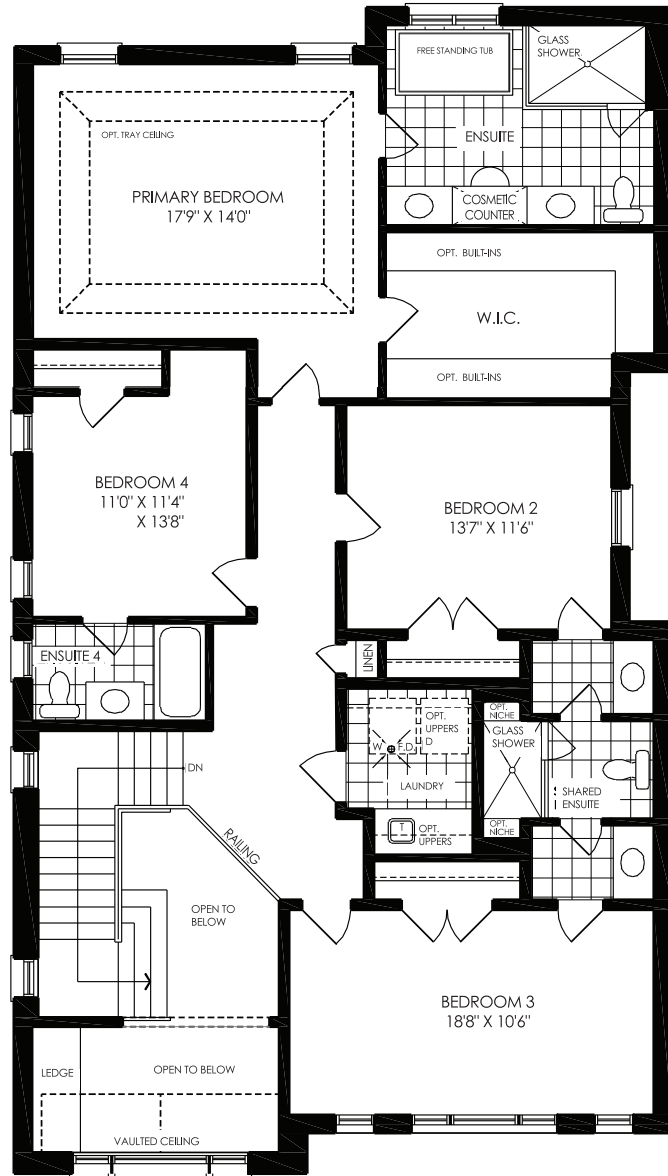 FREE STANDING TUB
GLASS
SHOWER
OPT. TRAY CEILING
ENSUITE
PRIMARY BEDROOM
17'9" X 14'0"
COSMETIC
COUNTER
OPT. BUILT-INS
W.I.C.
OPT. BUILT-INS
BEDROOM 4
11'0" X 11'4"
X 13'8"
BEDROOM 2
13'7" X 11'6"
ENSUITE 4
LINEN
OPT.
NICHE
OPT.
UPPERS
D
W
F.D.
GLASS
SHOWER
DN
LAUNDRY
SHARED
ENSUITE
RAILING
T
OPT.
UPPERS
OPT.
NICHE
OPEN TO
BELOW
BEDROOM 3
18'8" X 10'6"
LEDGE
OPEN TO BELOW
VAULTED CEILING